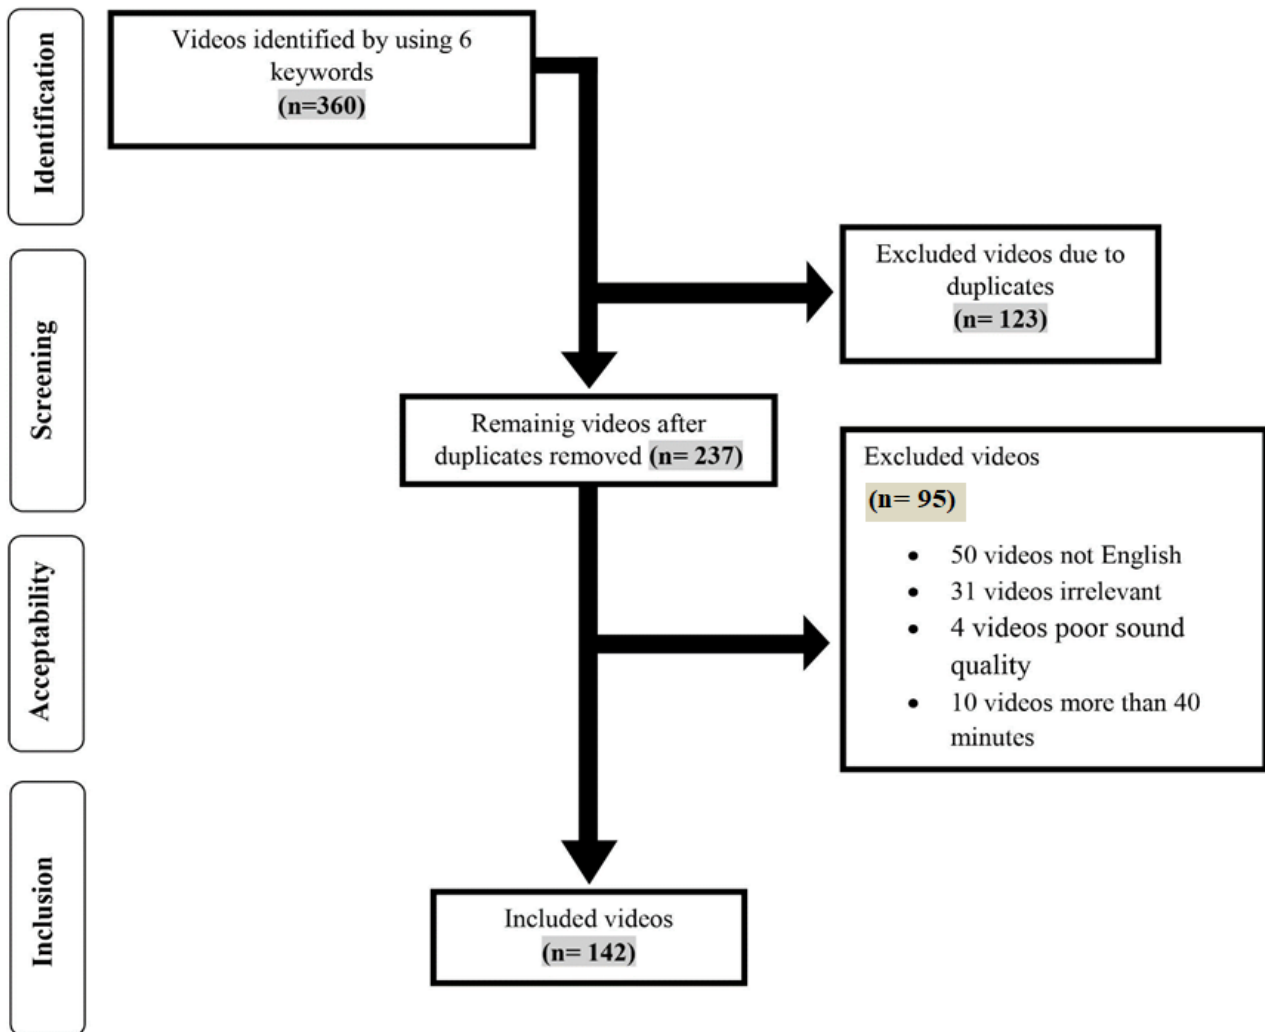 Identification
Videos identified by using 6
keywords
(n=360)
Screening
Excluded videos due to
duplicates
(n= 123)
Remainig videos after
duplicates removed (n= 237)
Acceptability
Excluded videos
(n= 95)
• 50 videos not English
• 31 videos irrelevant
• 4 videos poor sound
quality
• 10 videos more than 40
minutes
Inclusion
Included videos
(n= 142)